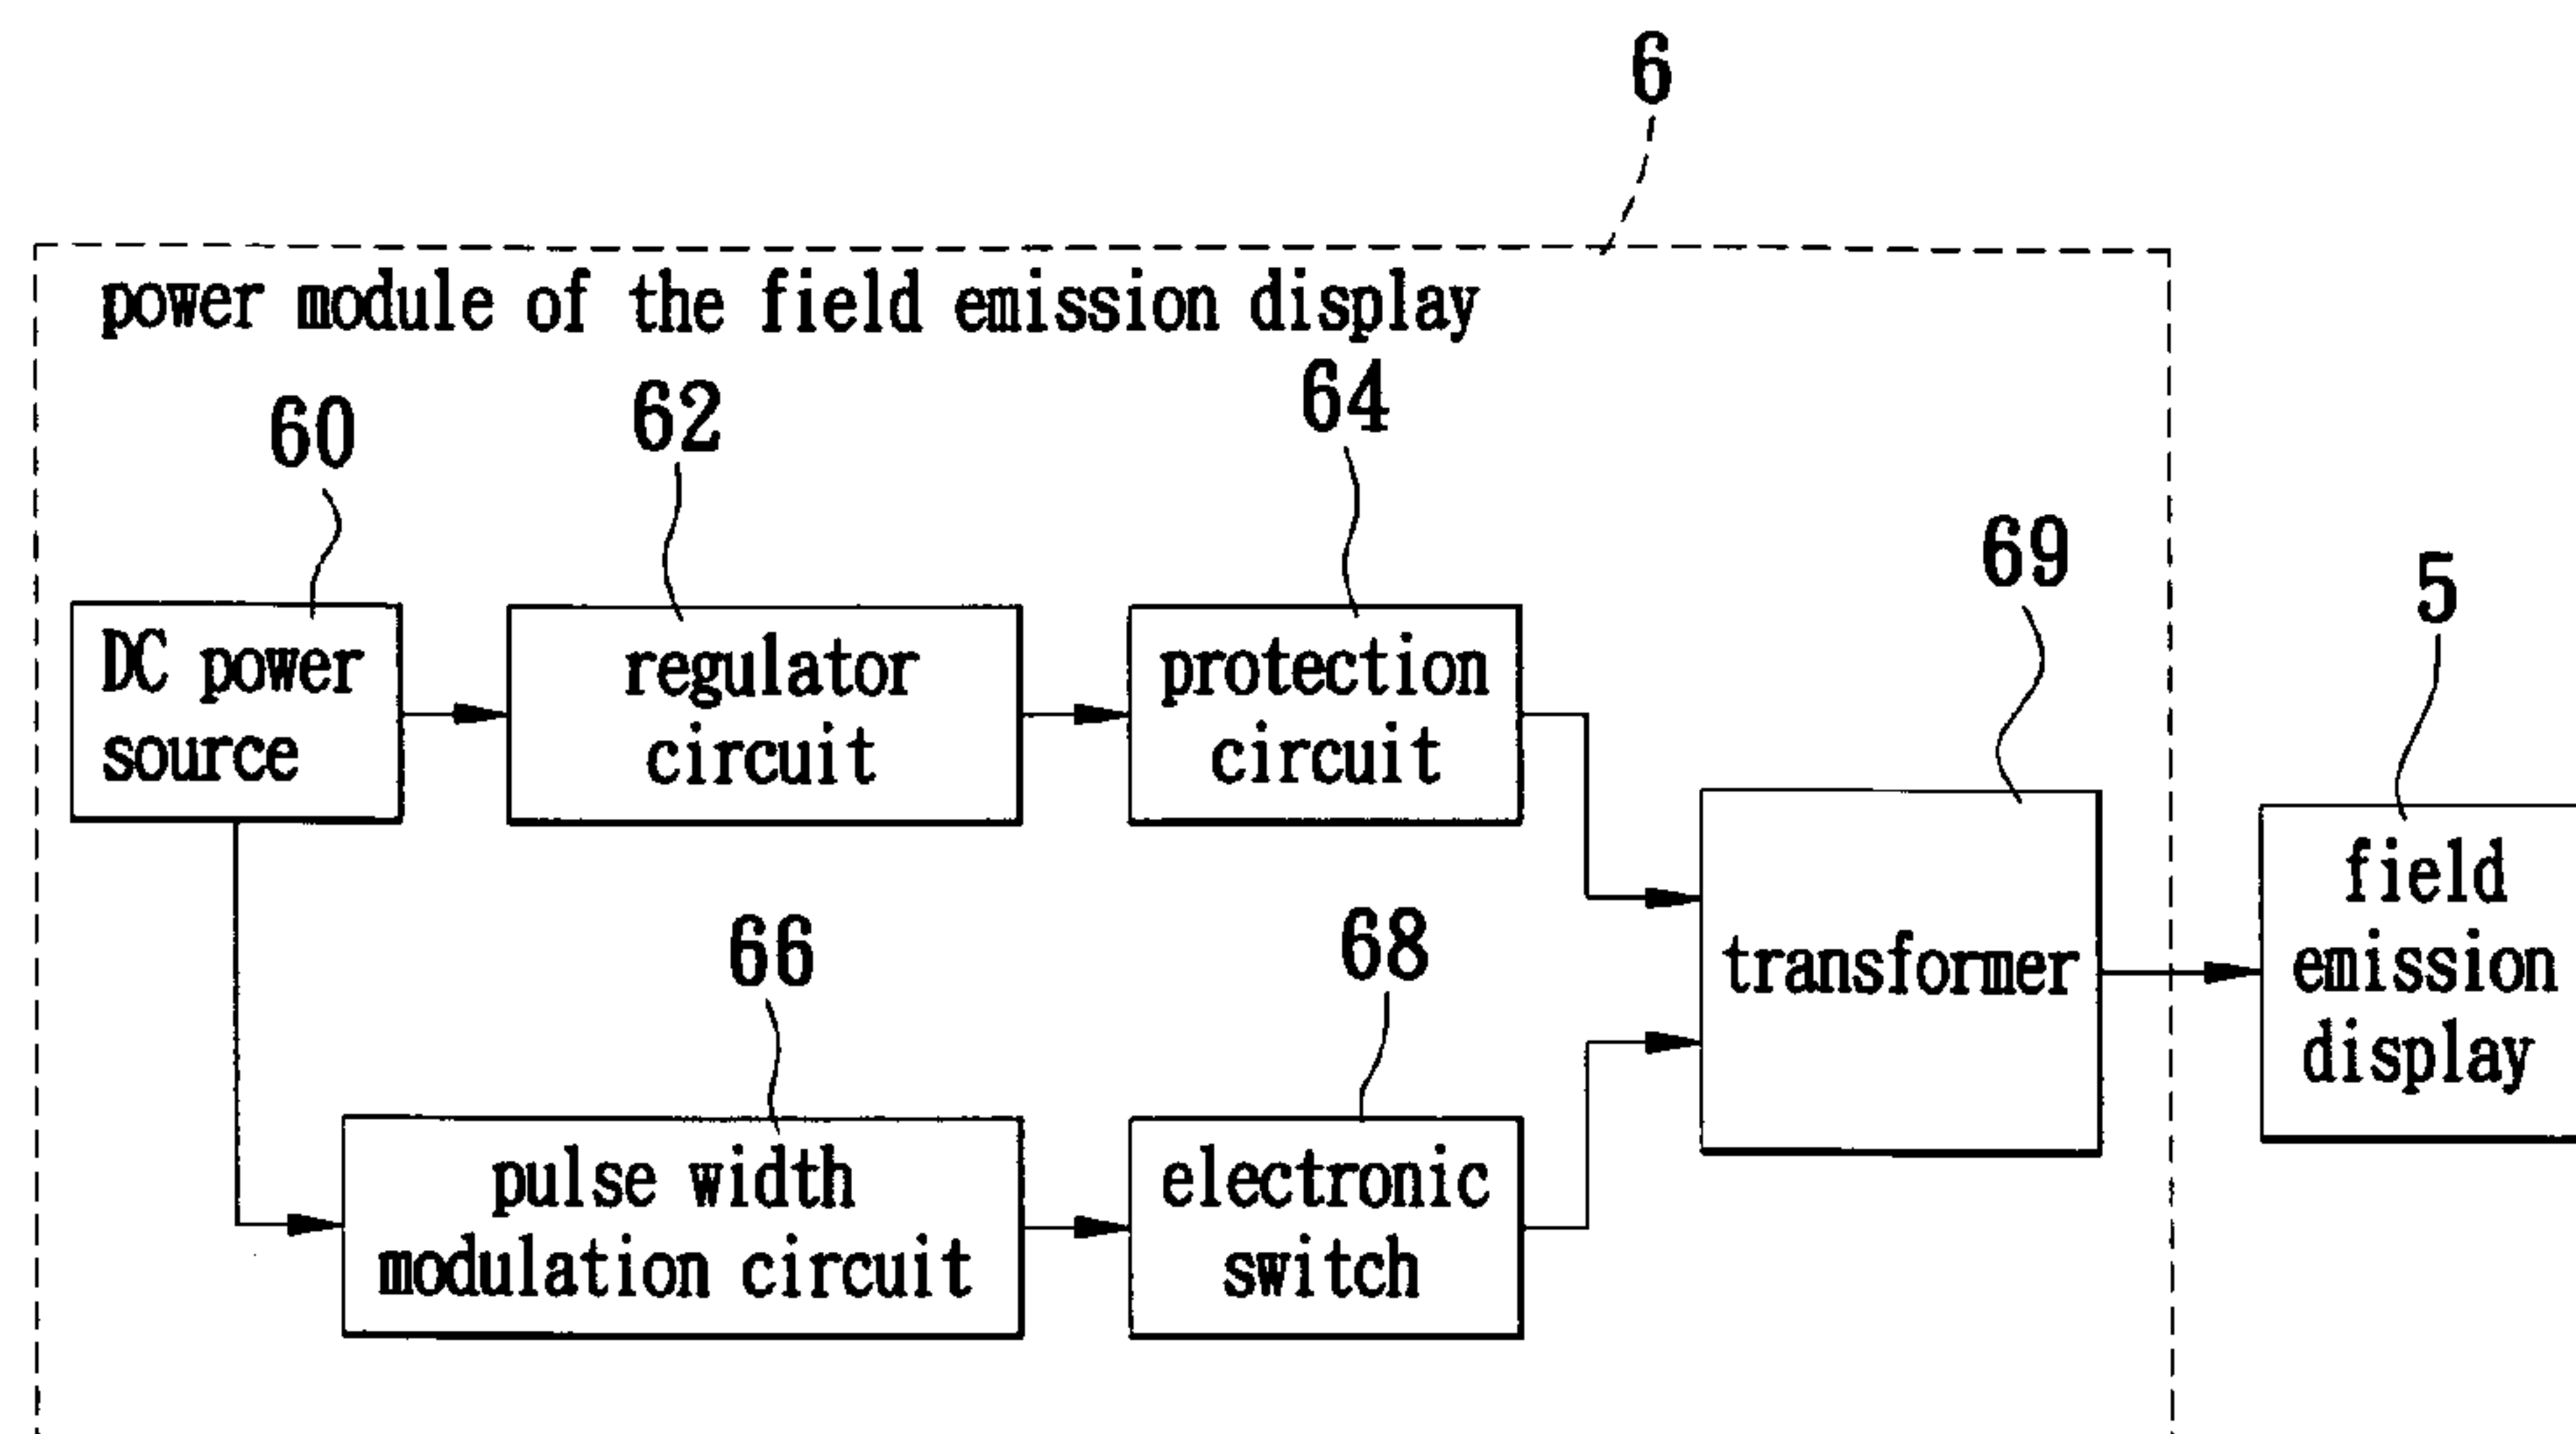 6
power module of the field emission display
60
62
64
69
5
DC power
source
regulator
circuit
protection
circuit
66
68
transformer
field
emission
display
pulse width
modulation circuit
electronic
switch